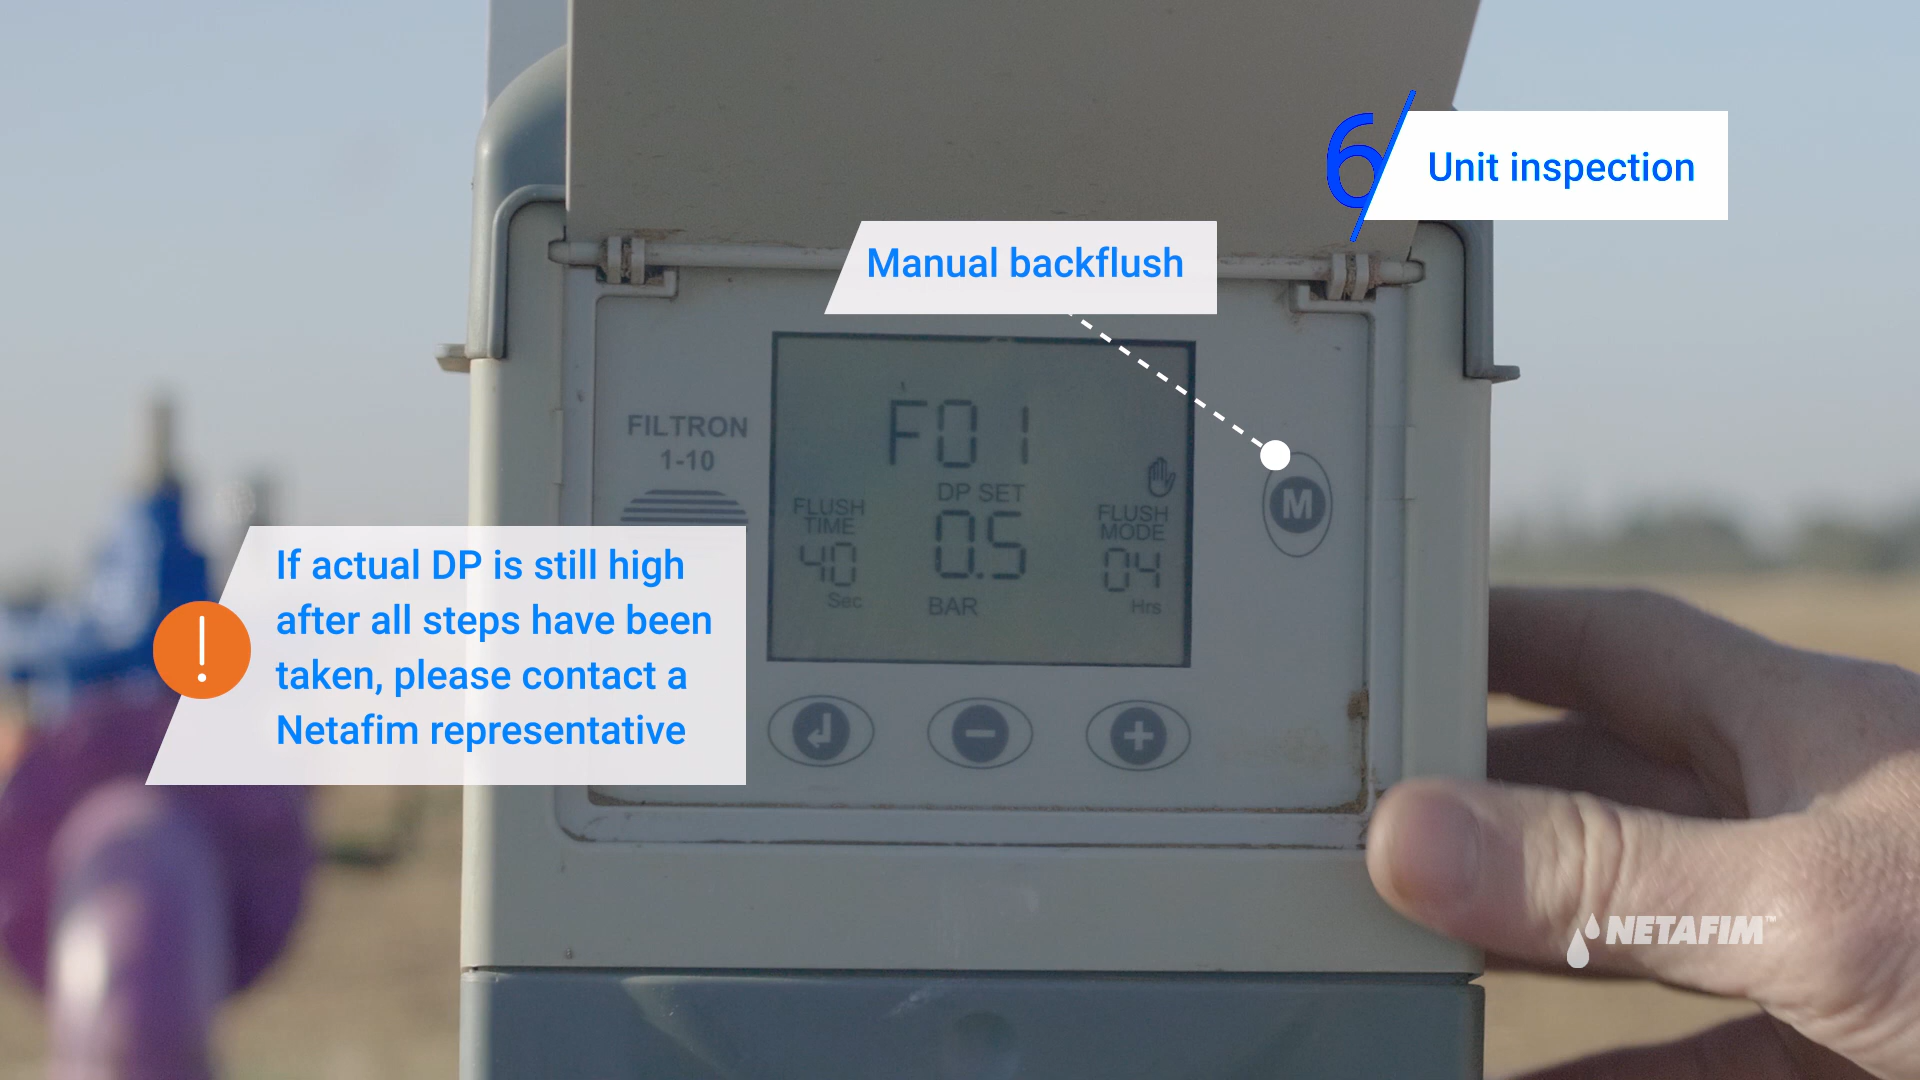 6
Unit inspection
Manual backflush
FILTRON
1-10
F01
DP SET
0.5
BAR
FLUSH
TIME
40
Sec
FLUSH
MODE
04
Hrs
M
If actual DP is still high
after all steps have been
taken, please contact a
Netafim representative
NETAFIM™